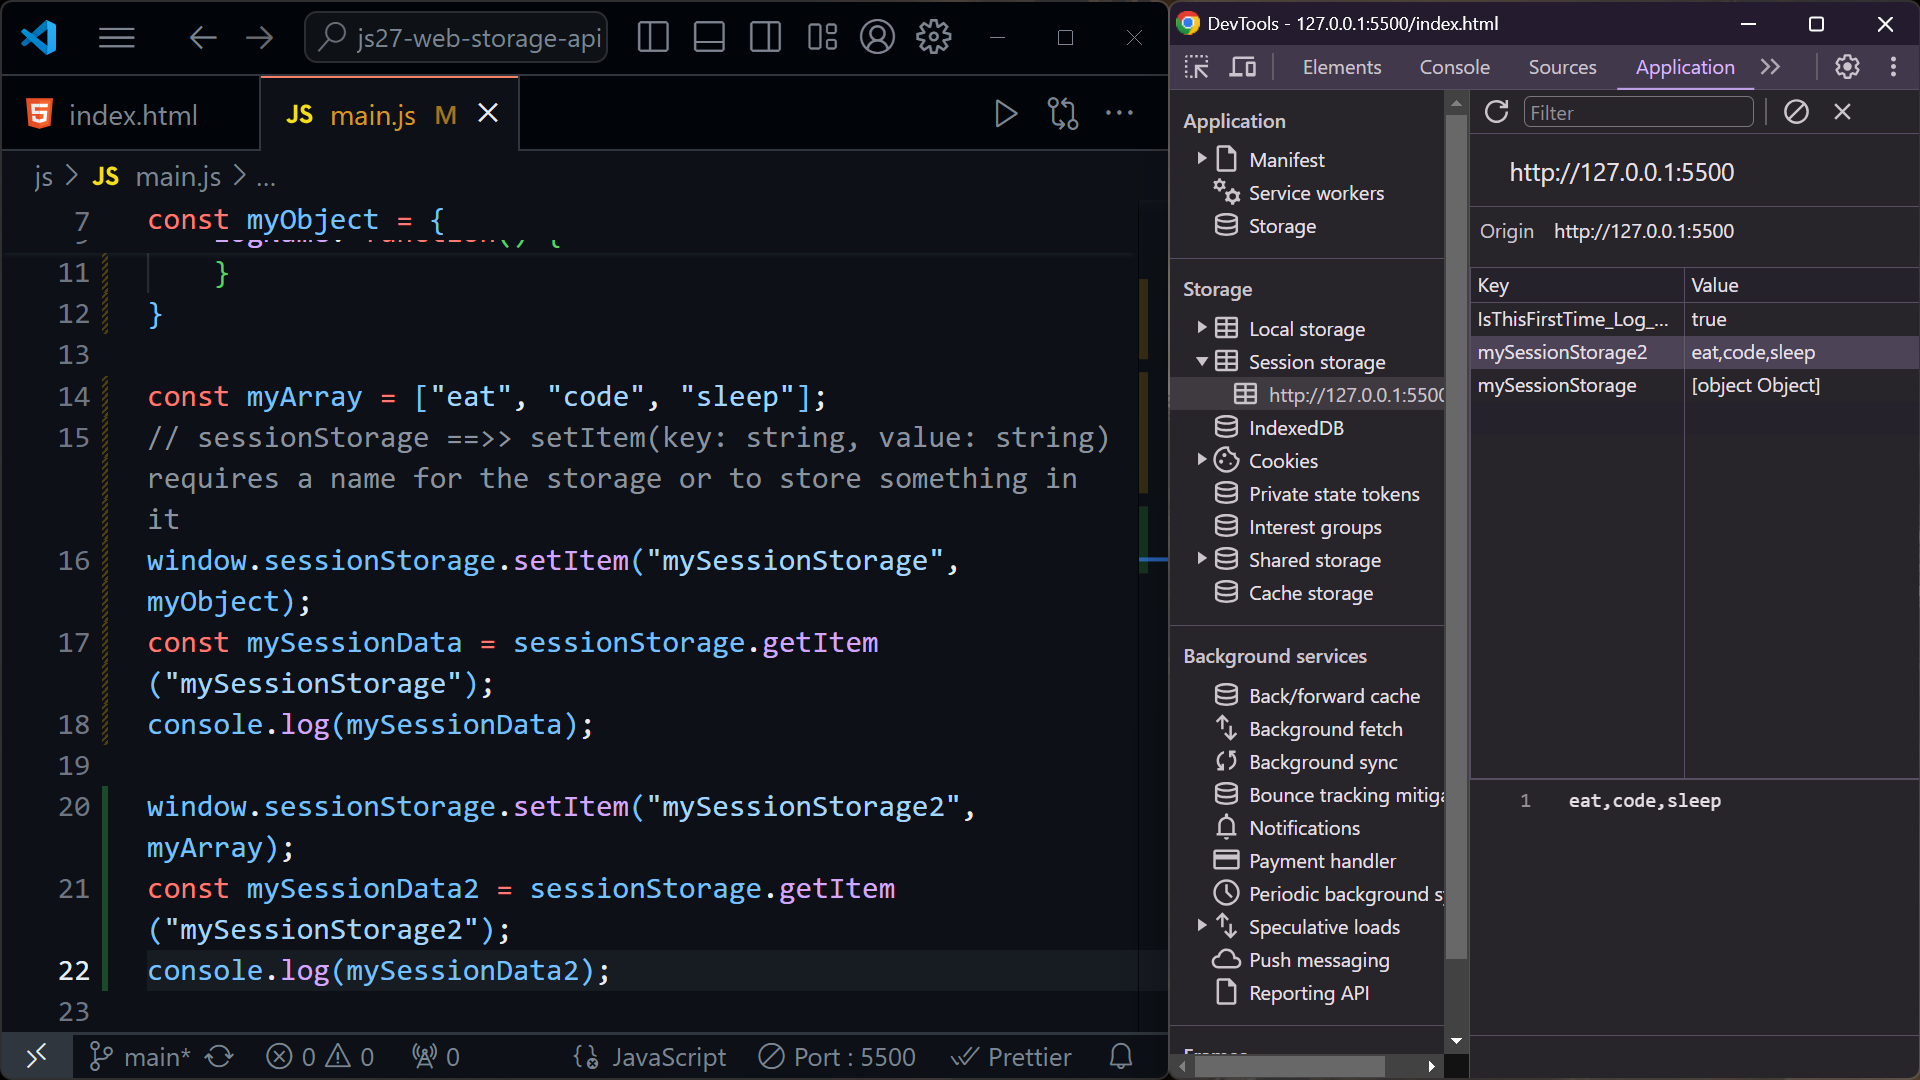 js27-web-storage-api
index.html
JS main.js M
js > JS main.js > ...
7 const myObject = {
11 }
12 }
13
14 const myArray = ["eat", "code", "sleep"];
15 // sessionStorage ==>> setItem(key: string, value: string)
requires a name for the storage or to store something in
it
16 window.sessionStorage.setItem("mySessionStorage",
myObject);
17 const mySessionData = sessionStorage.getItem
("mySessionStorage");
18 console.log(mySessionData);
19
20 window.sessionStorage.setItem("mySessionStorage2",
myArray);
21 const mySessionData2 = sessionStorage.getItem
("mySessionStorage2");
22 console.log(mySessionData2);
23
main* 0 0 0 JavaScript Port : 5500 Prettier
DevTools - 127.0.0.1:5500/index.html
Elements Console Sources Application
Application
Manifest
Service workers
Storage
Storage
Local storage
Session storage
http://127.0.0.1:5500
IndexedDB
Cookies
Private state tokens
Interest groups
Shared storage
Cache storage
Background services
Back/forward cache
Background fetch
Background sync
Bounce tracking mitiga
Notifications
Payment handler
Periodic background s
Speculative loads
Push messaging
Reporting API
Filter
http://127.0.0.1:5500
Origin http://127.0.0.1:5500
Key Value
IsThisFirstTime_Log_... true
mySessionStorage2 eat,code,sleep
mySessionStorage [object Object]
1 eat,code,sleep